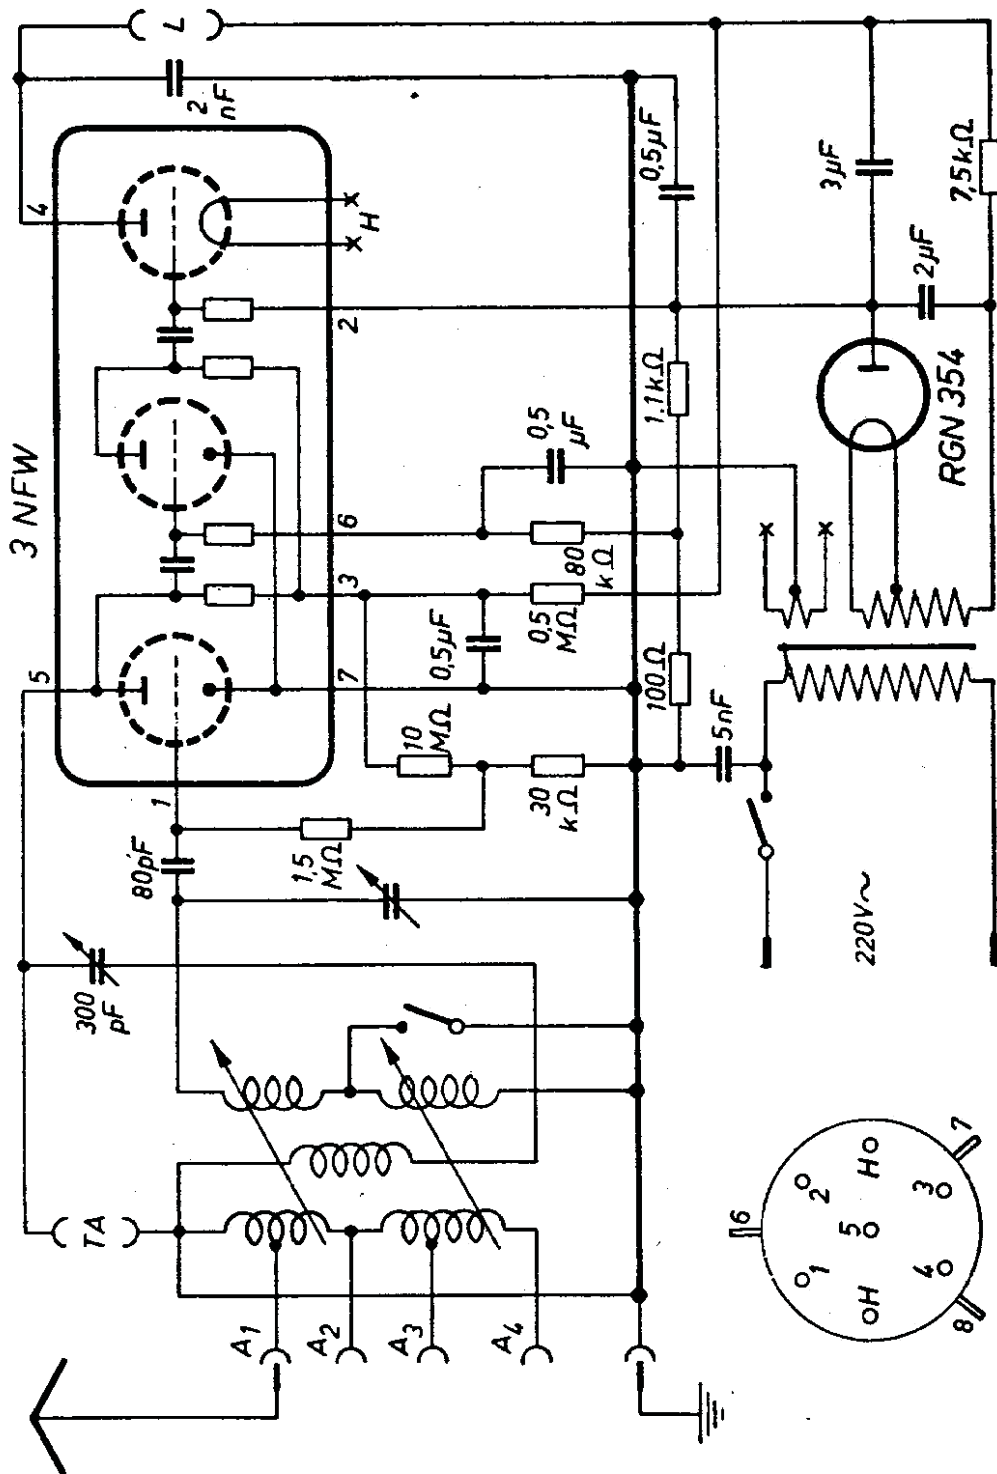 3 NFW
5
4
1
7
3
6
2
H
TA
L
300
pF
80pF
2
nF
1,5
MΩ
10
MΩ
0,5µF
30
kΩ
0,5
MΩ
80
kΩ
0,5
µF
100Ω
1.1kΩ
0,5µF
5nF
3µF
2µF
7,5kΩ
RGN 354
220V~
A1
A2
A3
A4
6
1
2
H
5
H
4
3
8
7